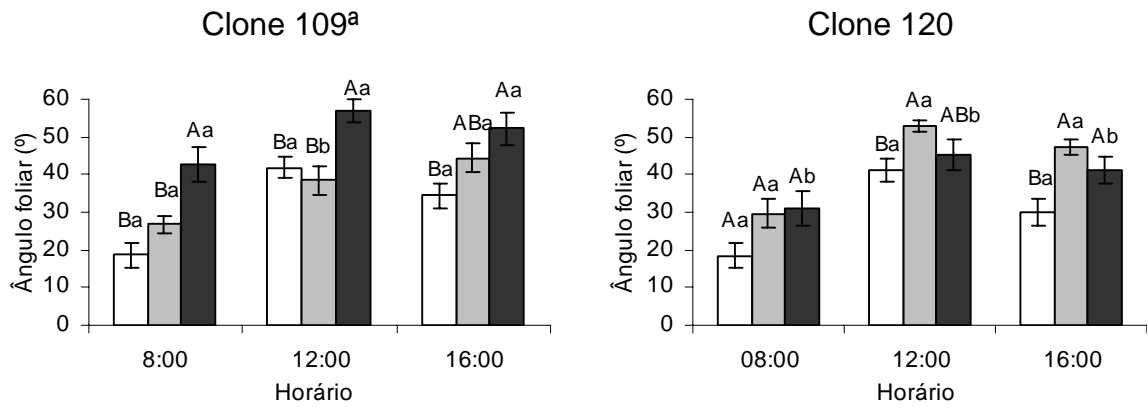 Clone 109ª
Ângulo foliar (º)
60
50
40
30
20
10
0
Ba
Ba
Aa
Ba
Bb
Aa
Ba
ABa
Aa
8:00
12:00
16:00
Horário
Clone 120
Ângulo foliar (º)
60
50
40
30
20
10
0
Aa
Aa
Ab
Ba
Aa
ABb
Ba
Aa
Ab
08:00
12:00
16:00
Horário